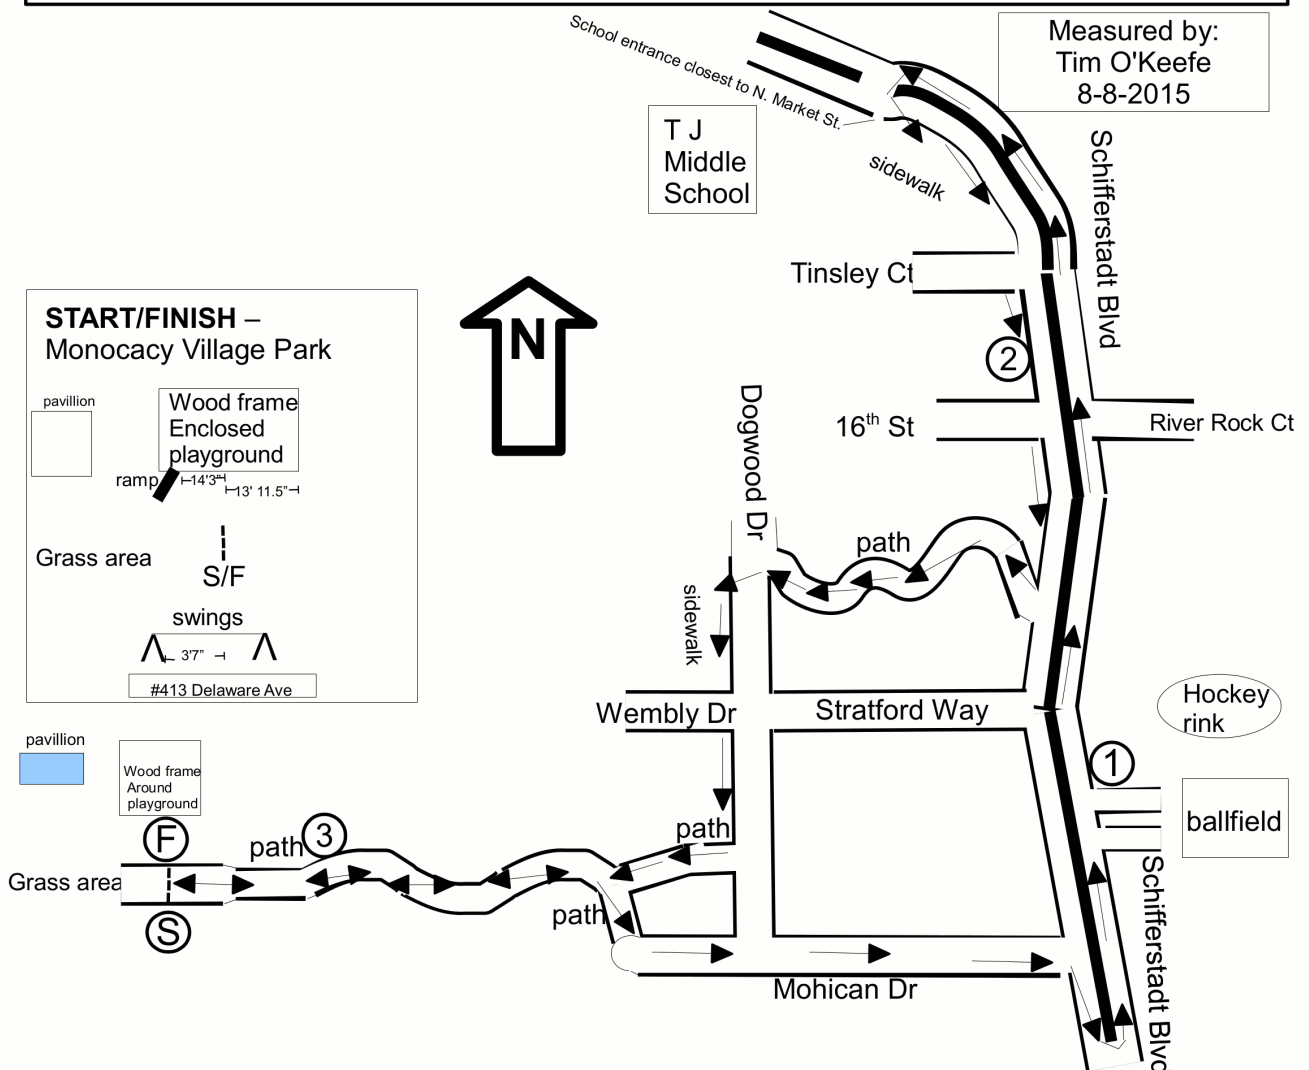 School entrance closest to N. Market St.
Measured by:
Tim O'Keefe
8-8-2015
T J
Middle
School
sidewalk
Schifferstadt Blvd
Tinsley Ct
START/FINISH –
Monocacy Village Park
pavillion
Wood frame
Enclosed
playground
ramp
14'3"
13' 11.5"
Grass area
S/F
swings
3'7"
#413 Delaware Ave
N
2
16th St
River Rock Ct
Dogwood Dr
path
sidewalk
Wembly Dr
Stratford Way
Hockey
rink
1
ballfield
pavillion
Wood frame
Around
playground
F
path
3
path
Grass area
S
path
Mohican Dr
Schifferstadt Blvd